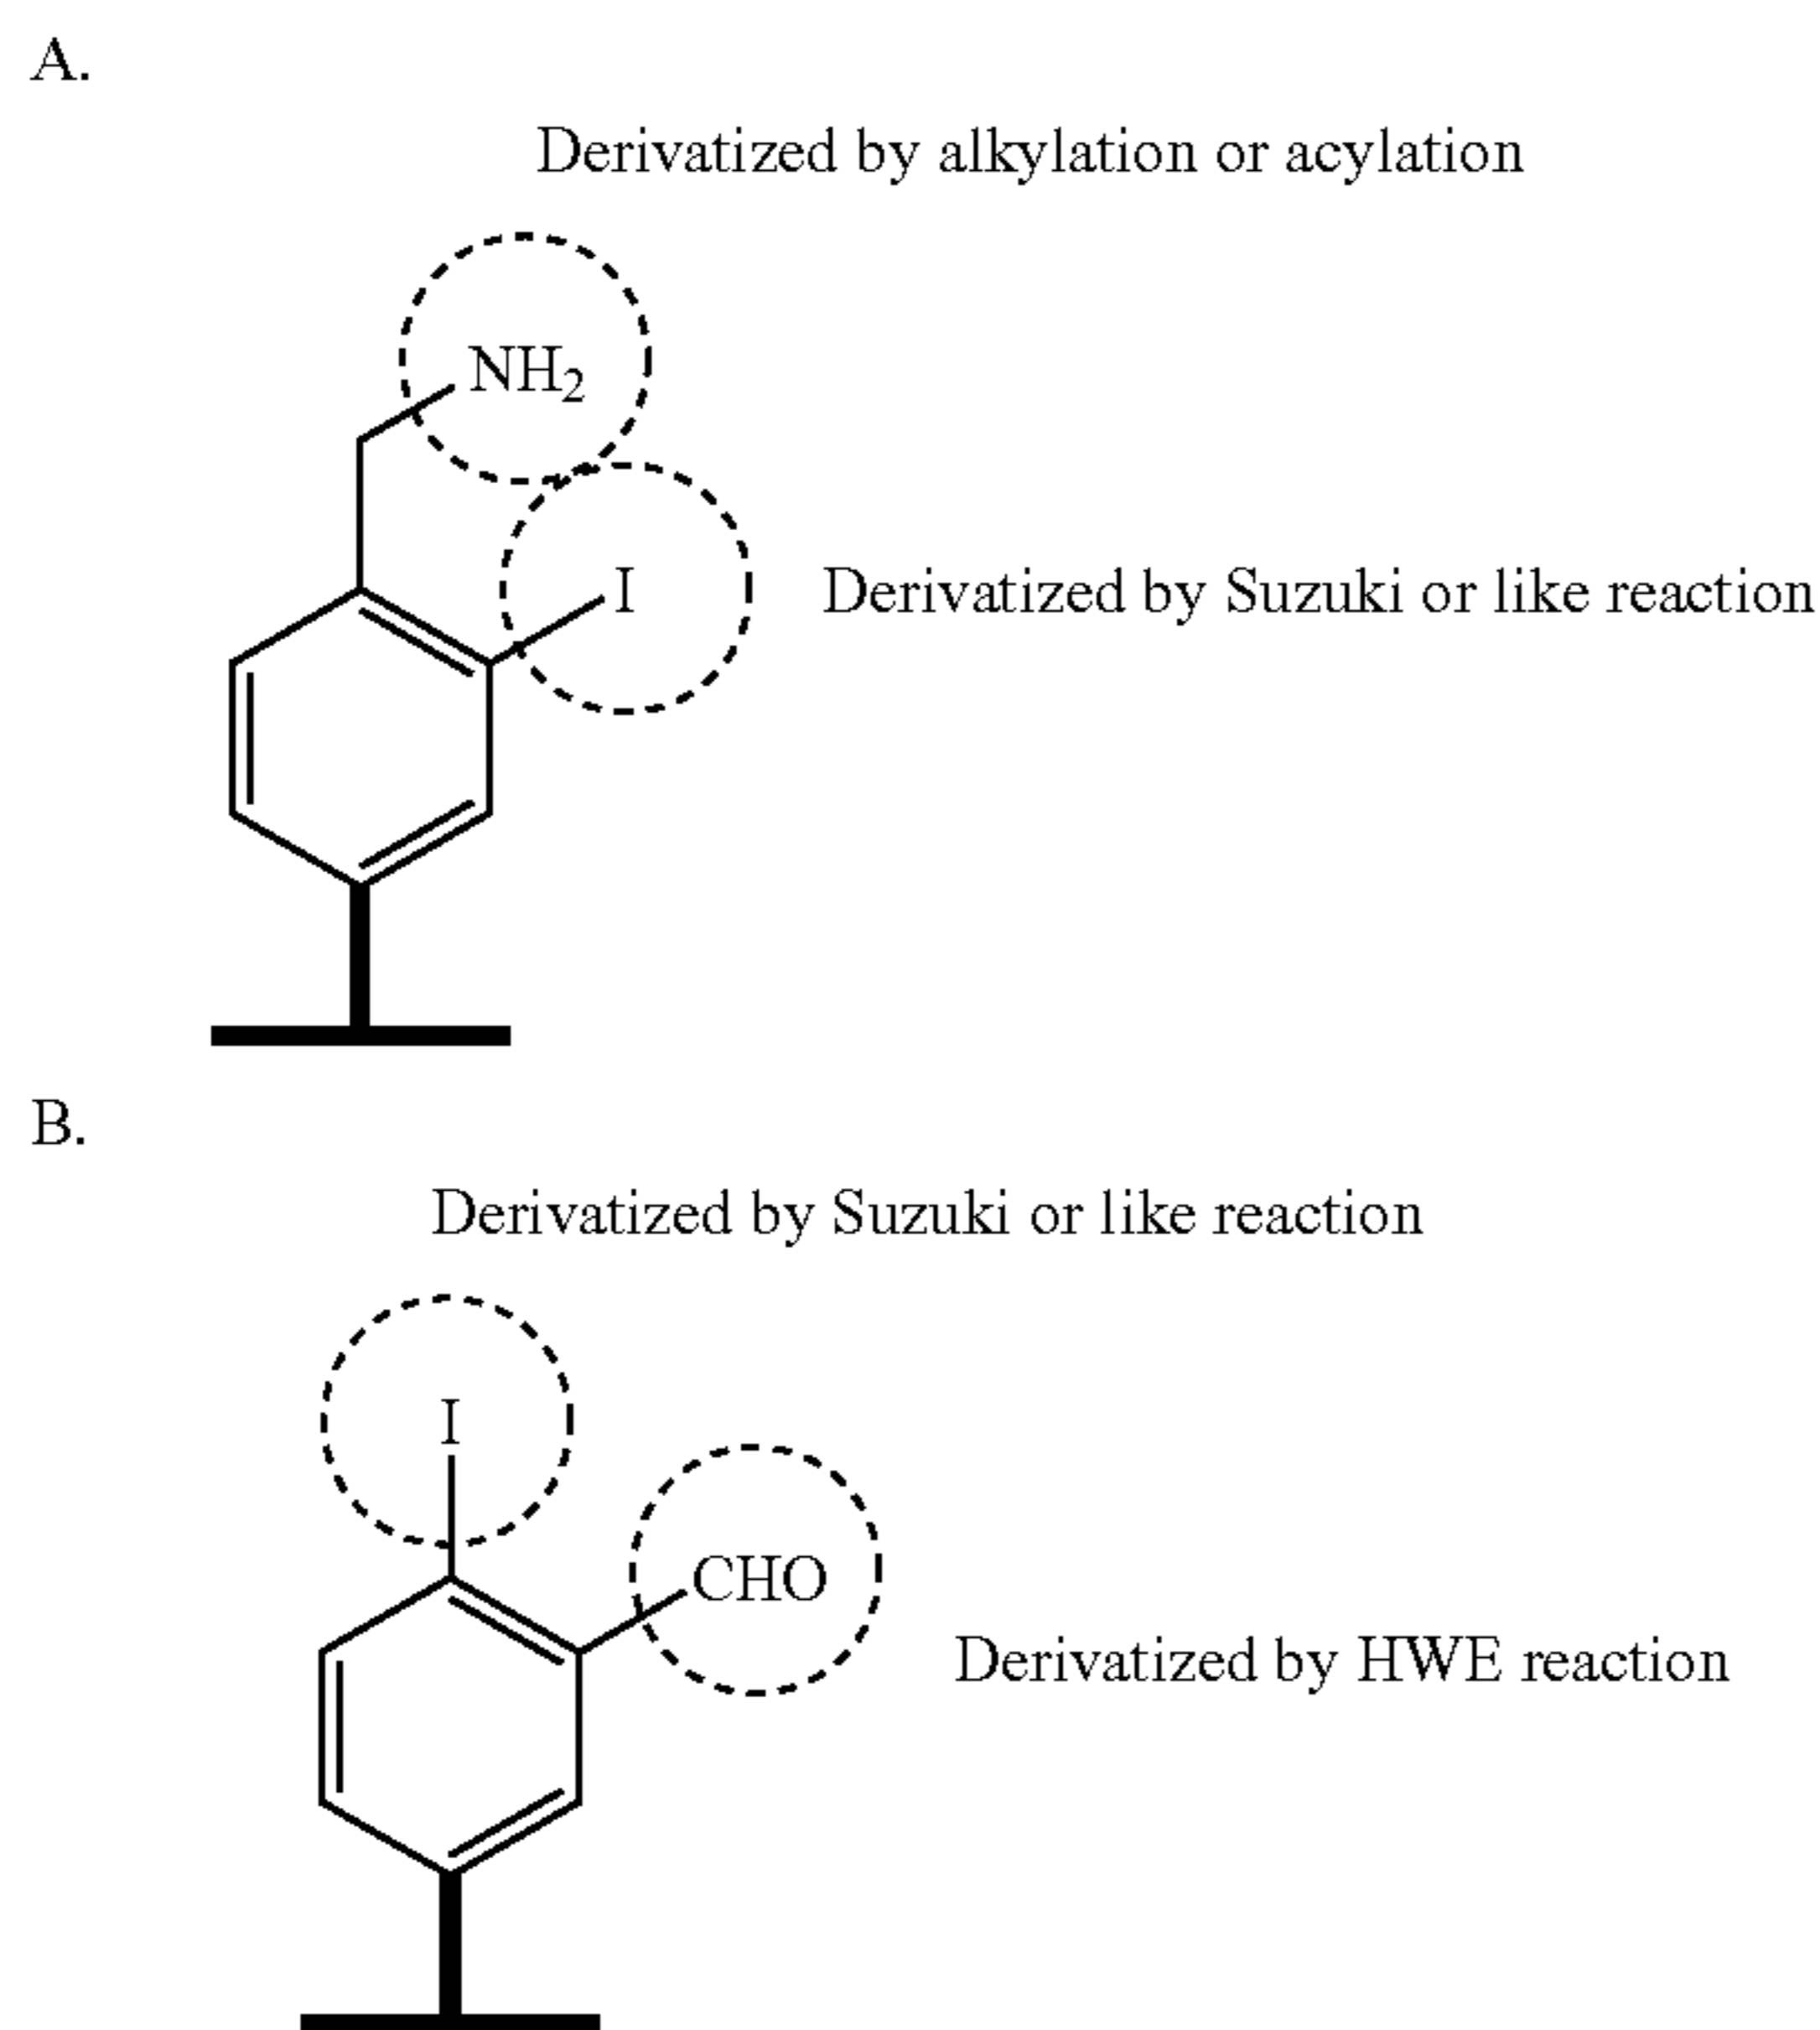 A.
Derivatized by alkylation or acylation
NH₂
I
Derivatized by Suzuki or like reaction
B.
Derivatized by Suzuki or like reaction
I
CHO
Derivatized by HWE reaction